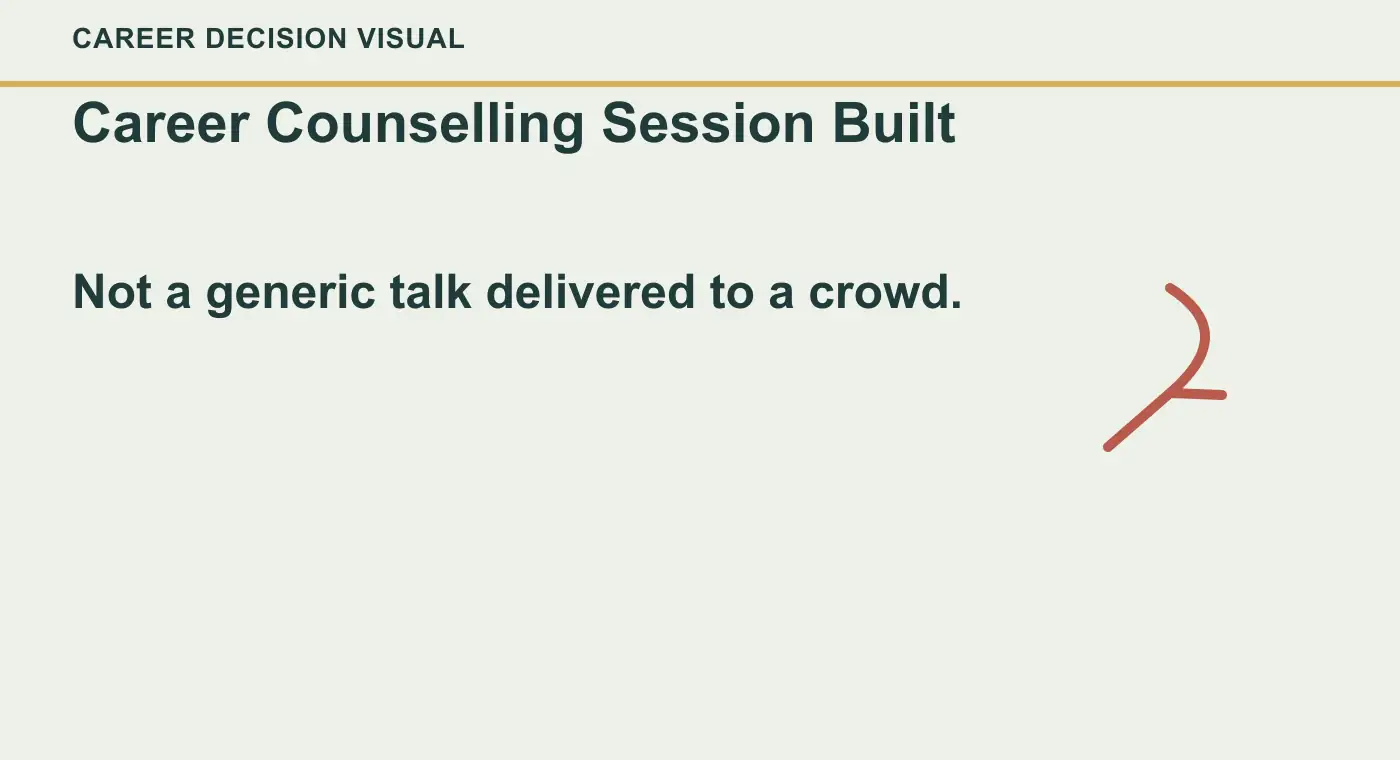 CAREER DECISION VISUAL
Career Counselling Session Built
Not a generic talk delivered to a crowd.